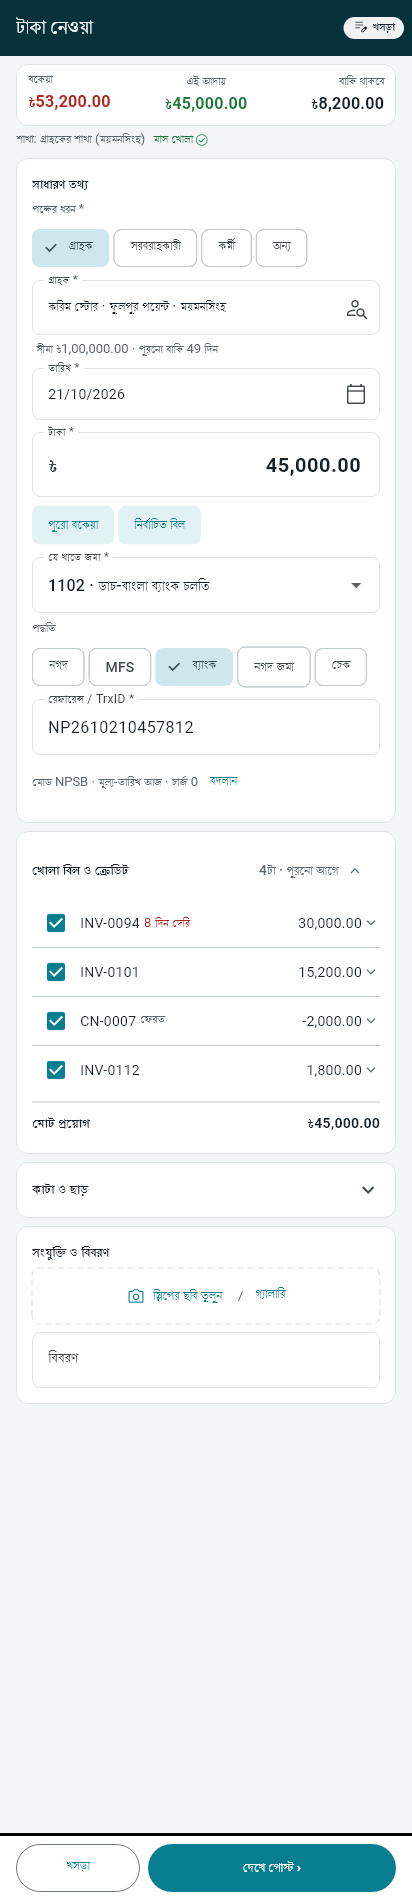 টাকা নেওয়া
খসড়া
বকেয়া এই আদায় বাকি থাকবে
৳53,200.00 ৳45,000.00 ৳8,200.00
শাখা: গ্রাহকের শাখা (ময়মনসিংহ) মাস খোলা
সাধারণ তথ্য
পক্ষের ধরন *
গ্রাহক সরবরাহকারী কর্মী অন্য
গ্রাহক *
করিম স্টোর · ফুলপুর পয়েন্ট · ময়মনসিংহ
সীমা ৳1,00,000.00 · পুরনো বাকি 49 দিন
তারিখ *
21/10/2026
টাকা *
৳ 45,000.00
পুরো বকেয়া নির্বাচিত বিল
যে খাতে জমা *
1102 · ডাচ-বাংলা ব্যাংক চলতি
পদ্ধতি
নগদ MFS ব্যাংক নগদ জমা চেক
রেফারেন্স / TrxID *
NP2610210457812
মোড NPSB · মূল্য-তারিখ আজ · চার্জ 0 বদলান
খোলা বিল ও ক্রেডিট 4টা · পুরনো আগে
INV-0094 8 দিন দেরি 30,000.00
INV-0101 15,200.00
CN-0007 ফেরত -2,000.00
INV-0112 1,800.00
মোট প্রয়োগ ৳45,000.00
কাটা ও ছাড়
সংযুক্তি ও বিবরণ
স্লিপের ছবি তুলুন / গ্যালারি
বিবরণ
খসড়া দেখে পোস্ট ›